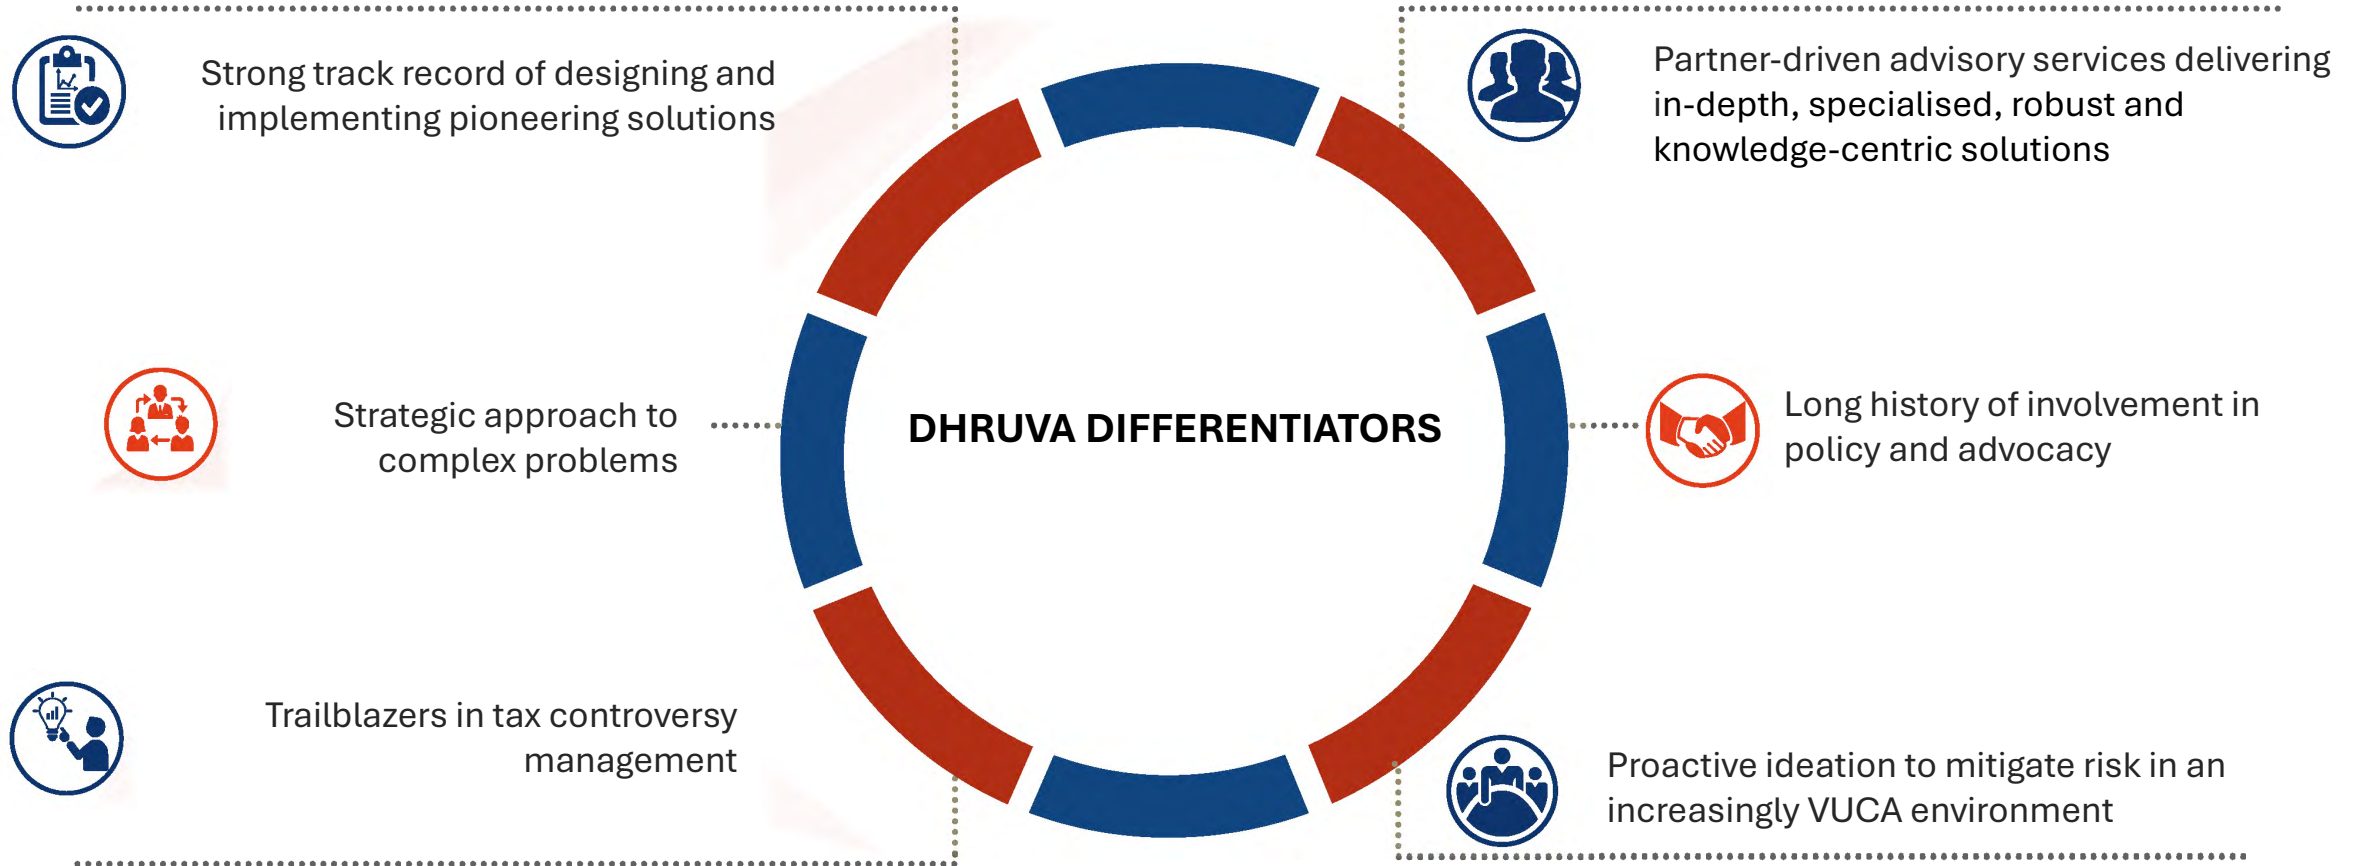 Strong track record of designing and
implementing pioneering solutions
Partner-driven advisory services delivering
in-depth, specialised, robust and
knowledge-centric solutions
Strategic approach to
complex problems
DHRUVA DIFFERENTIATORS
Long history of involvement in
policy and advocacy
Trailblazers in tax controversy
management
Proactive ideation to mitigate risk in an
increasingly VUCA environment